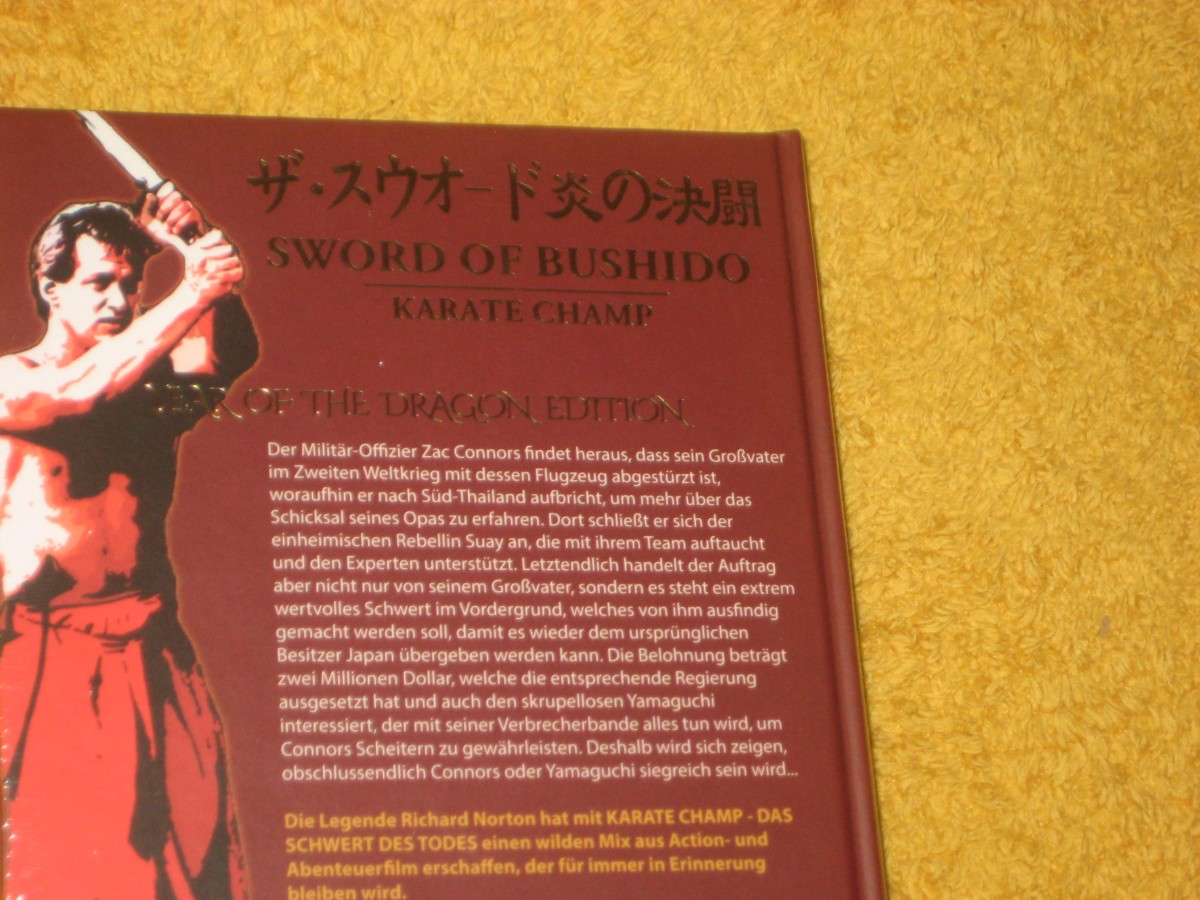 ザ・スウオード炎の決闘
SWORD OF BUSHIDO
KARATE CHAMP
YEAR OF THE DRAGON EDITION
Der Militär-Offizier Zac Connors findet heraus, dass sein Großvater
im Zweiten Weltkrieg mit dessen Flugzeug abgestürzt ist,
woraufhin er nach Süd-Thailand aufbricht, um mehr über das
Schicksal seines Opas zu erfahren. Dort schließt er sich der
einheimischen Rebellin Suay an, die mit ihrem Team auftaucht
und den Experten unterstützt. Letztendlich handelt der Auftrag
aber nicht nur von seinem Großvater, sondern es steht ein extrem
wertvolles Schwert im Vordergrund, welches von ihm ausfindig
gemacht werden soll, damit es wieder dem ursprünglichen
Besitzer Japan übergeben werden kann. Die Belohnung beträgt
zwei Millionen Dollar, welche die entsprechende Regierung
ausgesetzt hat und auch den skrupellosen Yamaguchi
interessiert, der mit seiner Verbrecherbande alles tun wird, um
Connors Scheitern zu gewährleisten. Deshalb wird sich zeigen,
obschlussendlich Connors oder Yamaguchi siegreich sein wird...
Die Legende Richard Norton hat mit KARATE CHAMP - DAS
SCHWERT DES TODES einen wilden Mix aus Action- und
Abenteuerfilm erschaffen, der für immer in Erinnerung
bleiben wird.